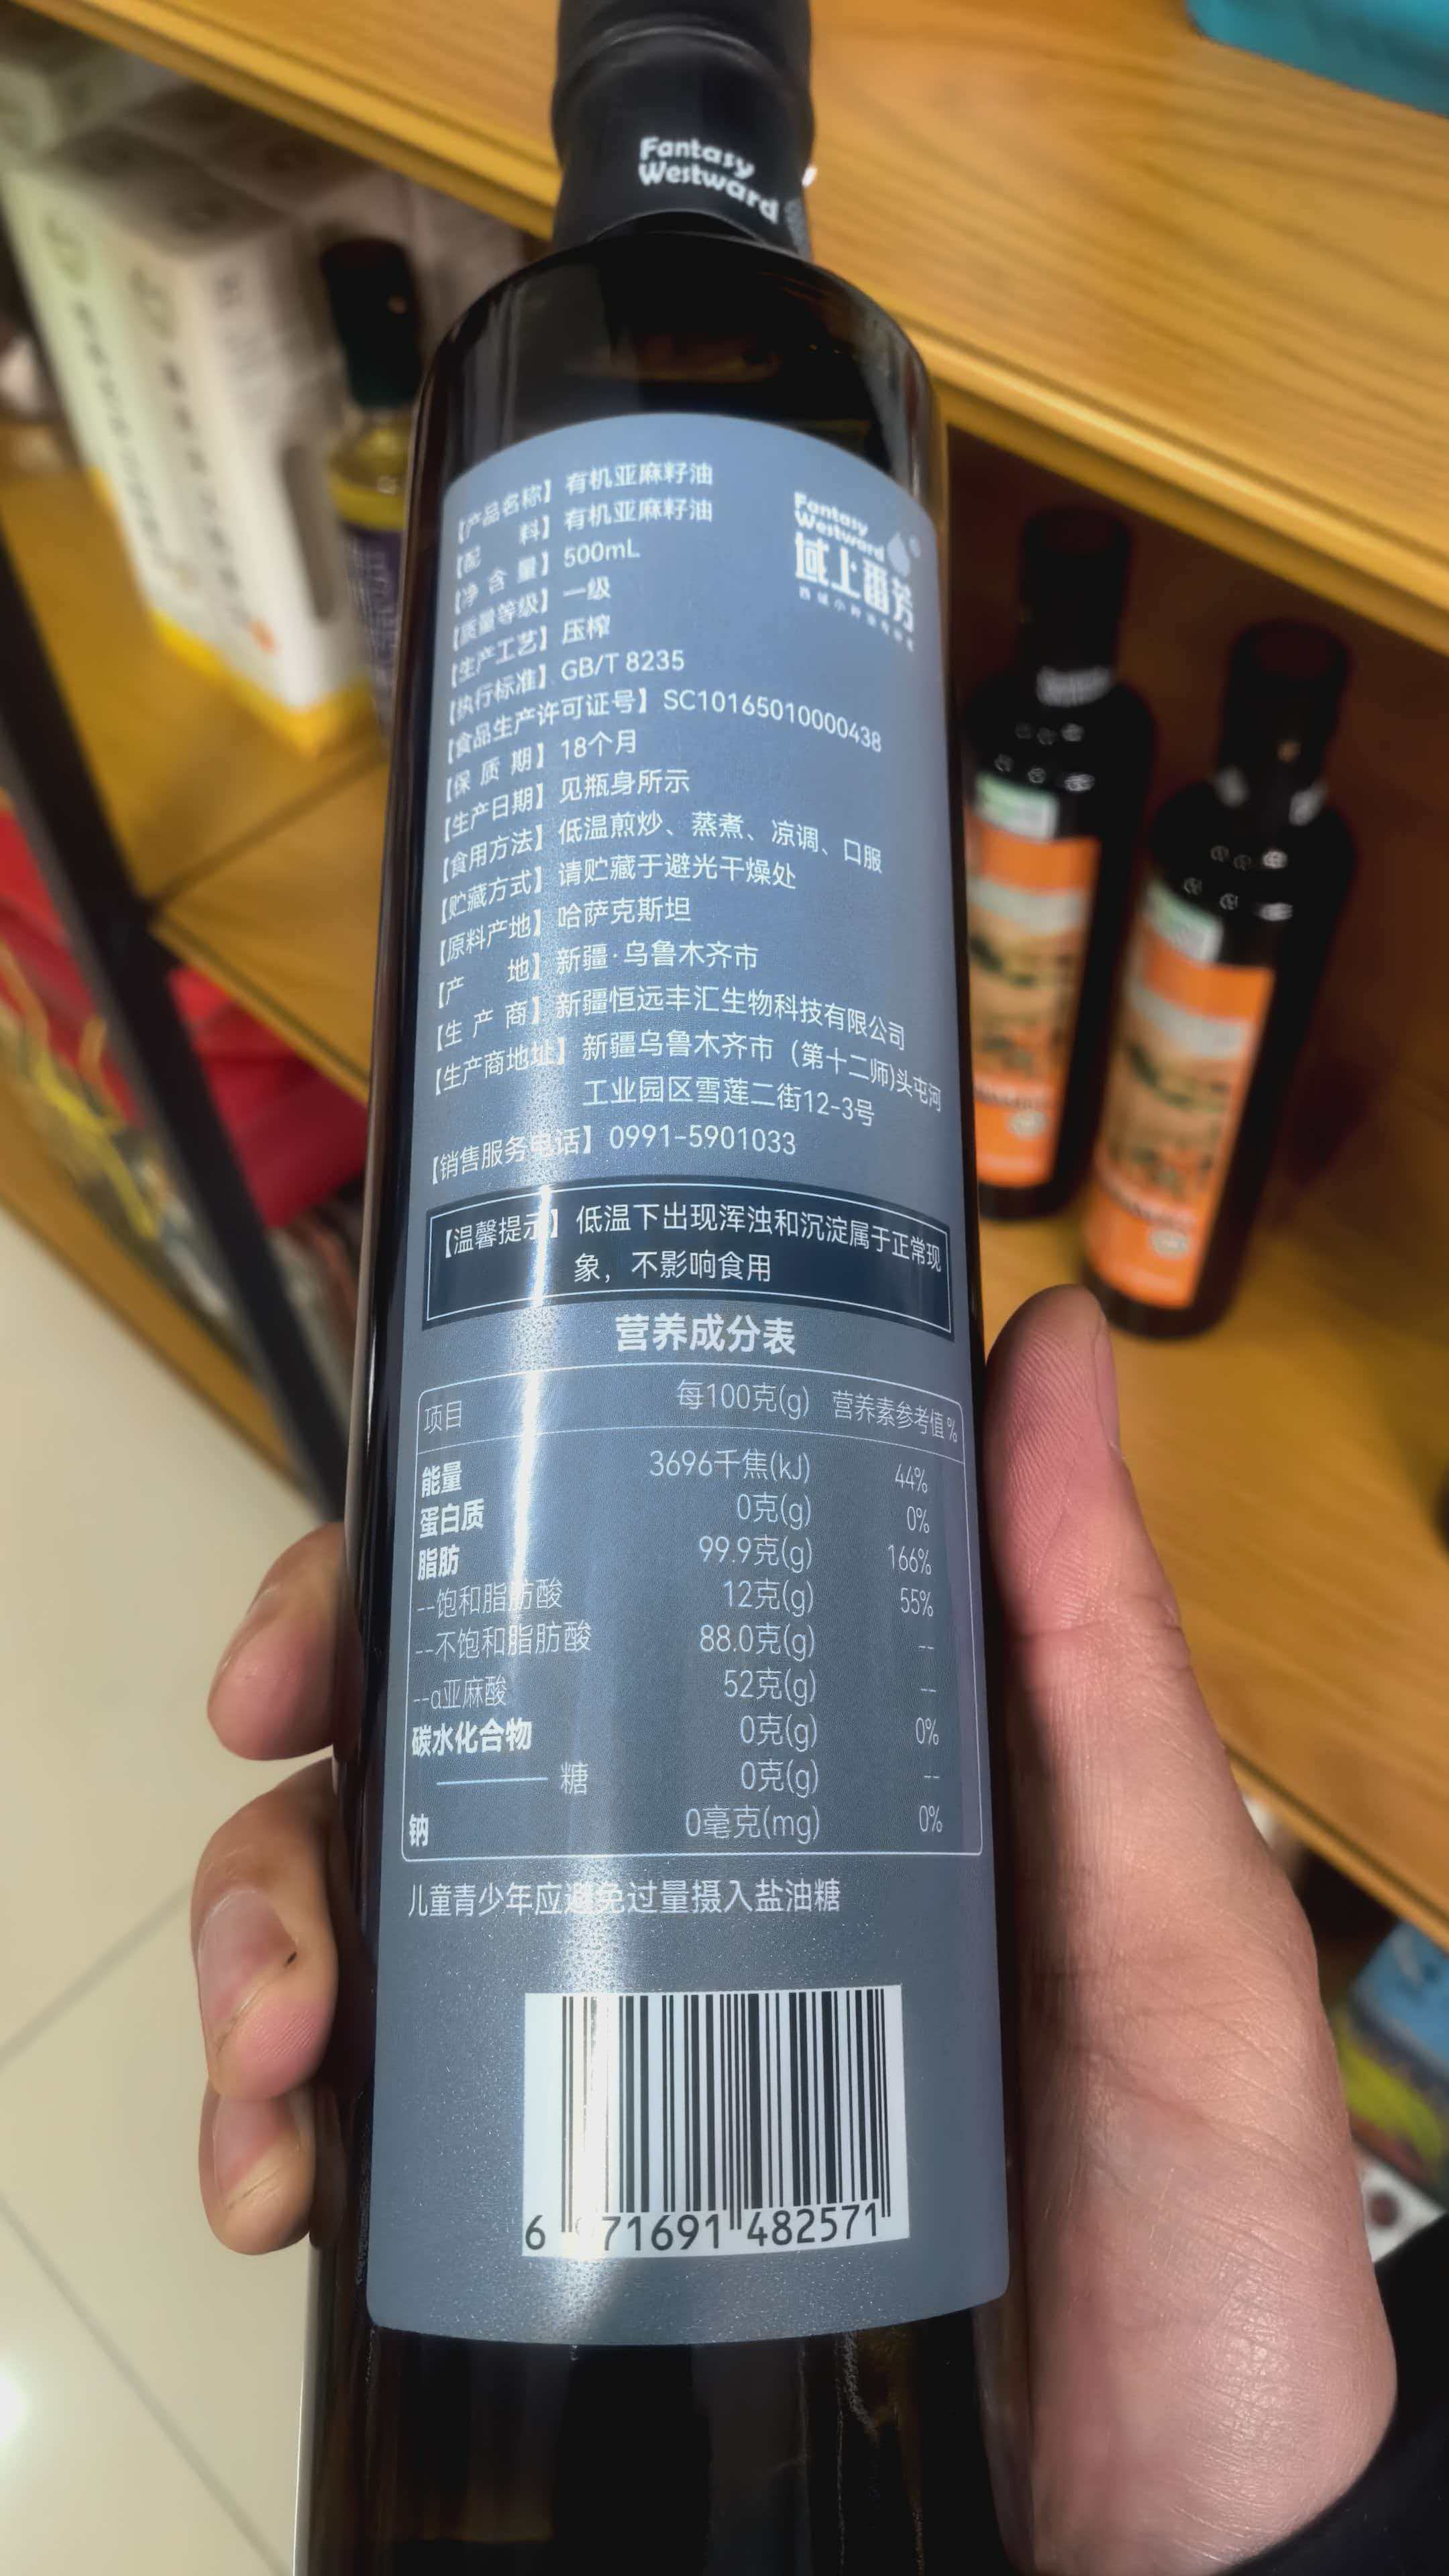 Fantasy
Westward
【产品名称】有机亚麻籽油
【配 料】有机亚麻籽油
【净 含 量】500mL
【质量等级】一级
【生产工艺】压榨
【执行标准】GB/T 8235
【食品生产许可证号】SC10165010000438
【保 质 期】18个月
【生产日期】见瓶身所示
【食用方法】低温煎炒、蒸煮、凉调、口服
【贮藏方式】请贮藏于避光干燥处
【原料产地】哈萨克斯坦
【产 地】新疆·乌鲁木齐市
【生 产 商】新疆恒远丰汇生物科技有限公司
【生产商地址】新疆乌鲁木齐市（第十二师)头屯河
工业园区雪莲二街12-3号
【销售服务电话】0991-5901033
Fantasy
Westward
域上番芳
【温馨提示】低温下出现浑浊和沉淀属于正常现
象，不影响食用
营养成分表
项目 每100克(g) 营养素参考值%
能量 3696千焦(kJ) 44%
蛋白质 0克(g) 0%
脂肪 99.9克(g) 166%
--饱和脂肪酸 12克(g) 55%
--不饱和脂肪酸 88.0克(g) --
--α亚麻酸 52克(g) --
碳水化合物 0克(g) 0%
—— 糖 0克(g) --
钠 0毫克(mg) 0%
儿童青少年应避免过量摄入盐油糖
6 71691 482571